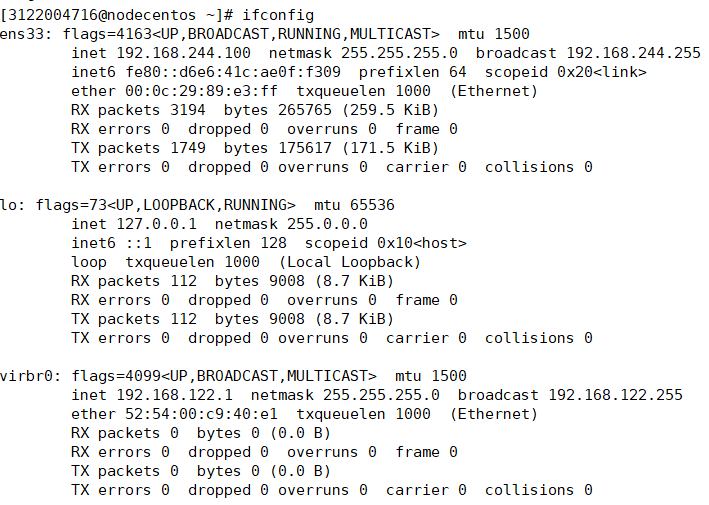 [3122004716@nodecentos ~]# ifconfig
ens33: flags=4163<UP,BROADCAST,RUNNING,MULTICAST>  mtu 1500
        inet 192.168.244.100  netmask 255.255.255.0  broadcast 192.168.244.255
        inet6 fe80::d6e6:41c:ae0f:f309  prefixlen 64  scopeid 0x20<link>
        ether 00:0c:29:89:e3:ff  txqueuelen 1000  (Ethernet)
        RX packets 3194  bytes 265765 (259.5 KiB)
        RX errors 0  dropped 0  overruns 0  frame 0
        TX packets 1749  bytes 175617 (171.5 KiB)
        TX errors 0  dropped 0 overruns 0  carrier 0  collisions 0

lo: flags=73<UP,LOOPBACK,RUNNING>  mtu 65536
        inet 127.0.0.1  netmask 255.0.0.0
        inet6 ::1  prefixlen 128  scopeid 0x10<host>
        loop  txqueuelen 1000  (Local Loopback)
        RX packets 112  bytes 9008 (8.7 KiB)
        RX errors 0  dropped 0  overruns 0  frame 0
        TX packets 112  bytes 9008 (8.7 KiB)
        TX errors 0  dropped 0 overruns 0  carrier 0  collisions 0

virbr0: flags=4099<UP,BROADCAST,MULTICAST>  mtu 1500
        inet 192.168.122.1  netmask 255.255.255.0  broadcast 192.168.122.255
        ether 52:54:00:c9:40:e1  txqueuelen 1000  (Ethernet)
        RX packets 0  bytes 0 (0.0 B)
        RX errors 0  dropped 0  overruns 0  frame 0
        TX packets 0  bytes 0 (0.0 B)
        TX errors 0  dropped 0 overruns 0  carrier 0  collisions 0